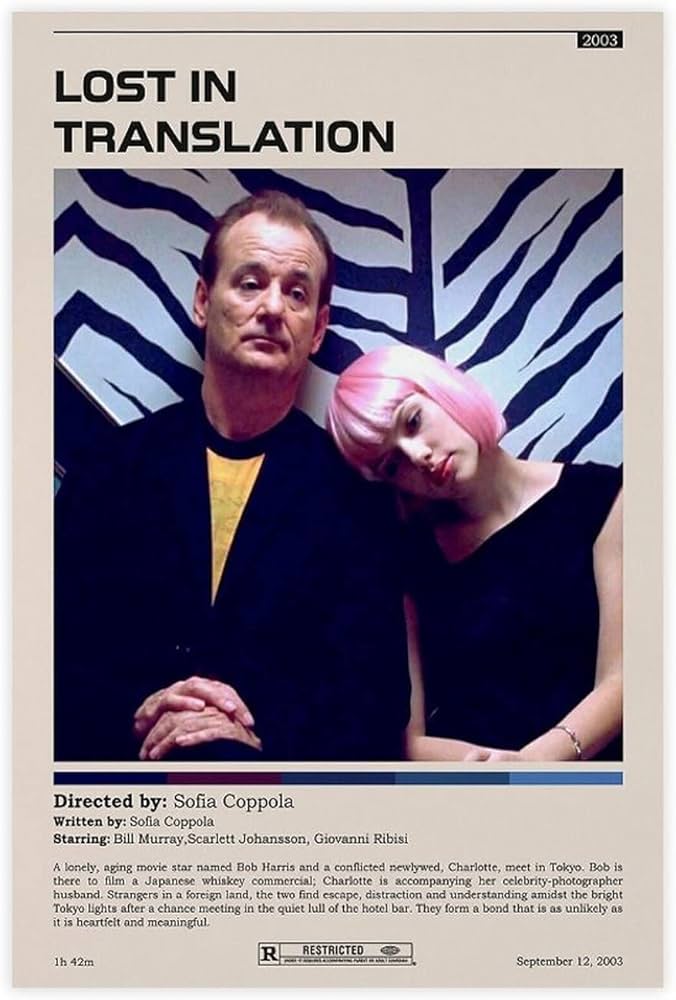 2003
LOST IN
TRANSLATION
Directed by: Sofia Coppola
Written by: Sofia Coppola
Starring: Bill Murray,Scarlett Johansson, Giovanni Ribisi
A lonely, aging movie star named Bob Harris and a conflicted newlywed, Charlotte, meet in Tokyo. Bob is
there to film a Japanese whiskey commercial; Charlotte is accompanying her celebrity-photographer
husband. Strangers in a foreign land, the two find escape, distraction and understanding amidst the bright
Tokyo lights after a chance meeting in the quiet lull of the hotel bar. They form a bond that is as unlikely as
it is heartfelt and meaningful.
1h 42m
R RESTRICTED
September 12, 2003